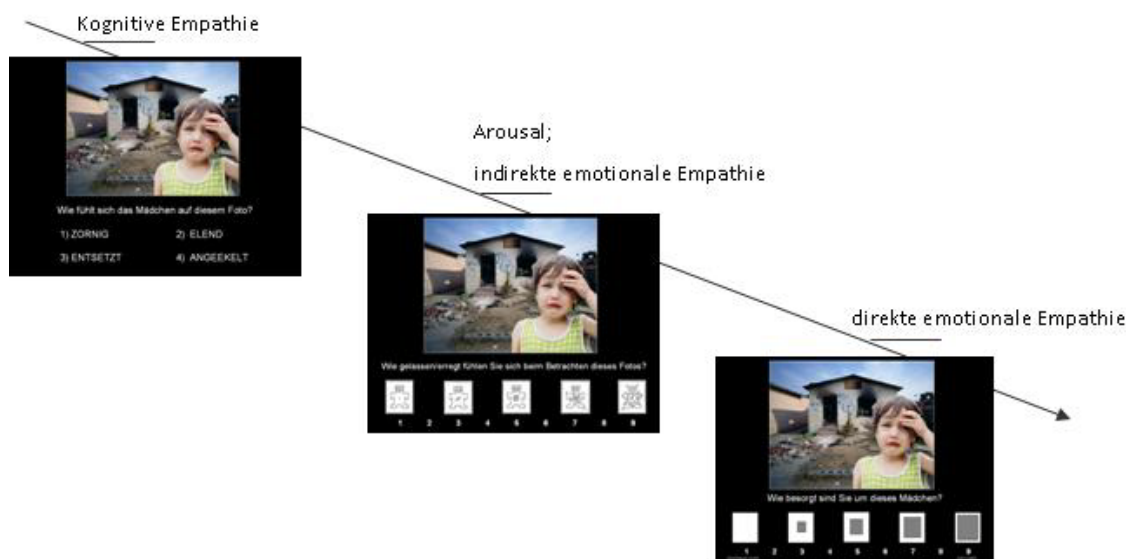 Kognitive Empathie
Wie fühlt sich das Mädchen auf diesem Foto?
1) ZORNIG 2) ELEND
3) ENTSETZT 4) ANGEEKELT
Arousal;
indirekte emotionale Empathie
Wie gelassen/erregt fühlen Sie sich beim Betrachten dieses Fotos?
1 2 3 4 5 6 7 8 9
direkte emotionale Empathie
Wie besorgt sind Sie um dieses Mädchen?
1 2 3 4 5 6 7 8 9